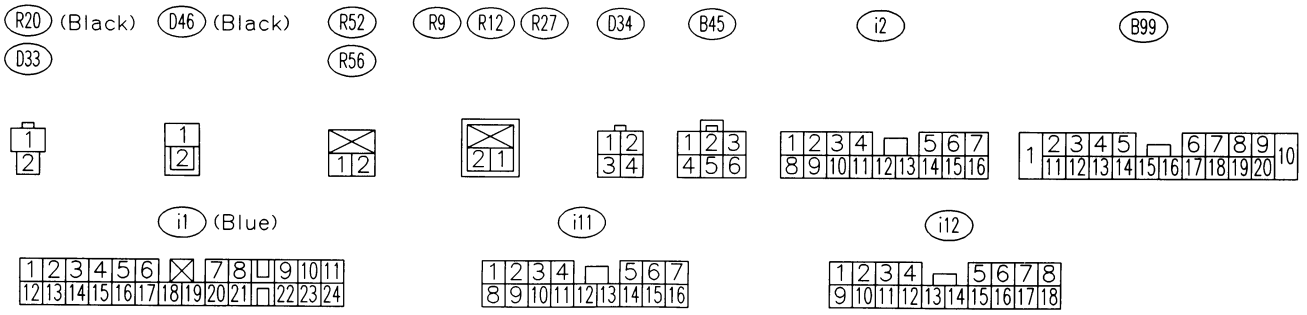 R20 (Black) D46 (Black) R52 R9 R12 R27 D34 B45 i2 B99
D33 R56
1 1 1 2 1 2 3 1 2 3 4 5 6 7 1 2 3 4 5 6 7 8 9 10
2 2 1 2 2 1 3 4 4 5 6 8 9 10 11 12 13 14 15 16 11 12 13 14 15 16 17 18 19 20
i1 (Blue) i11 i12
1 2 3 4 5 6 7 8 9 10 11 1 2 3 4 5 6 7 1 2 3 4 5 6 7 8
12 13 14 15 16 17 18 19 20 21 22 23 24 8 9 10 11 12 13 14 15 16 9 10 11 12 13 14 15 16 17 18